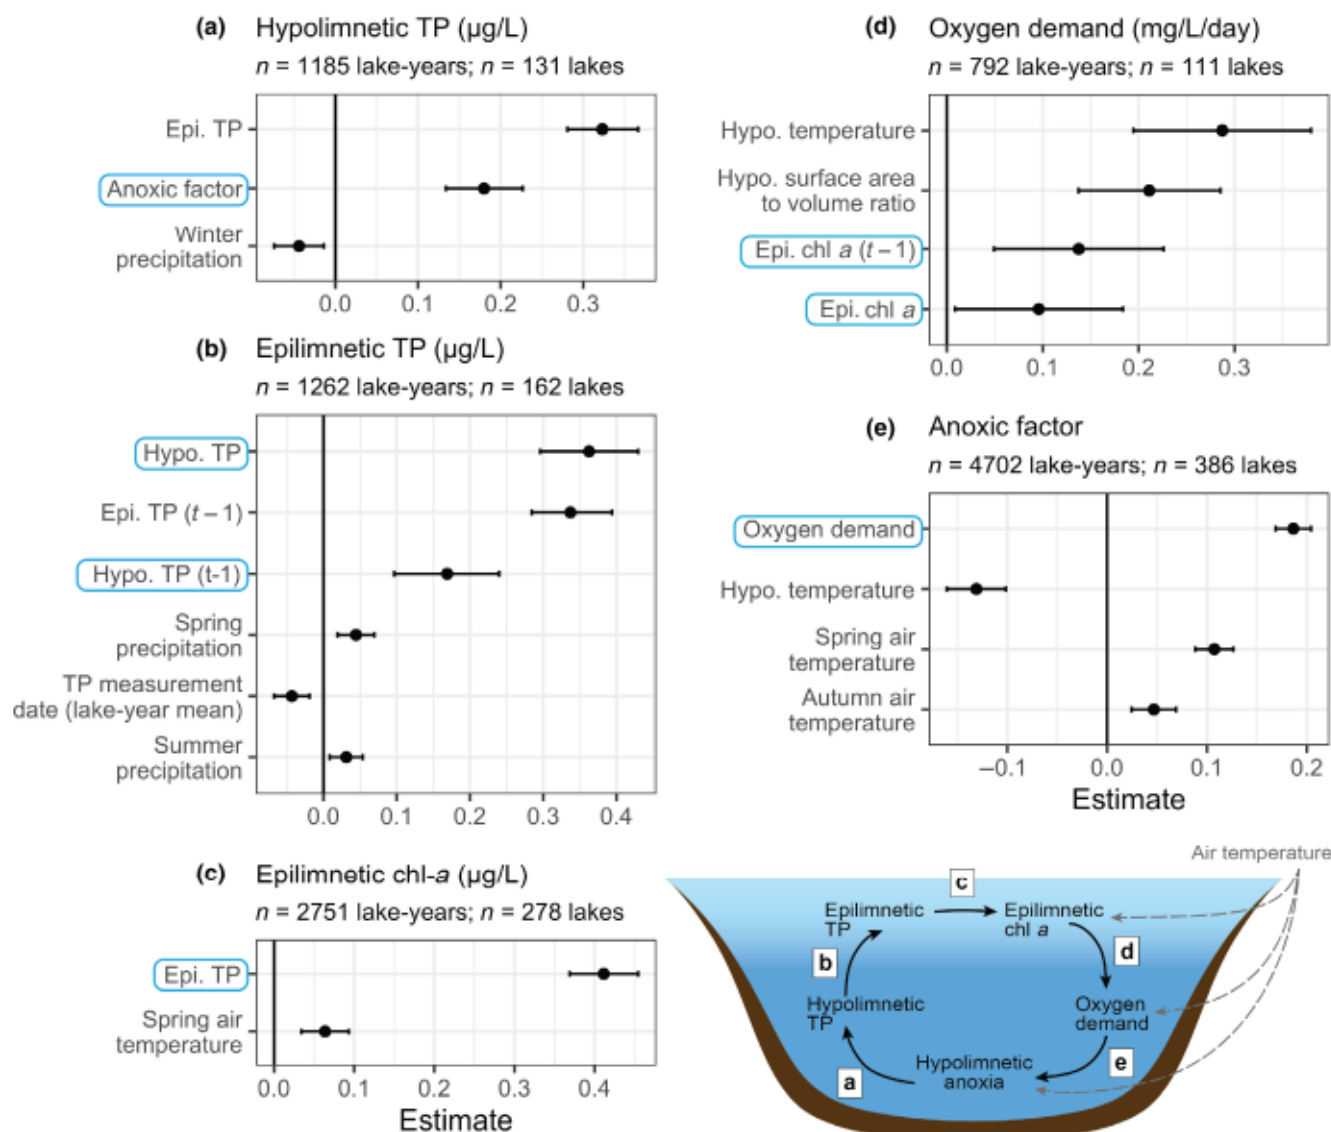 (a) Hypolimnetic TP (µg/L)
n = 1185 lake-years; n = 131 lakes
Epi. TP
Anoxic factor
Winter
precipitation
0.0 0.1 0.2 0.3
(b) Epilimnetic TP (µg/L)
n = 1262 lake-years; n = 162 lakes
Hypo. TP
Epi. TP (t – 1)
Hypo. TP (t-1)
Spring
precipitation
TP measurement
date (lake-year mean)
Summer
precipitation
0.0 0.1 0.2 0.3 0.4
(c) Epilimnetic chl-a (µg/L)
n = 2751 lake-years; n = 278 lakes
Epi. TP
Spring air
temperature
0.0 0.2 0.4
Estimate
(d) Oxygen demand (mg/L/day)
n = 792 lake-years; n = 111 lakes
Hypo. temperature
Hypo. surface area
to volume ratio
Epi. chl a (t – 1)
Epi. chl a
0.0 0.1 0.2 0.3
(e) Anoxic factor
n = 4702 lake-years; n = 386 lakes
Oxygen demand
Hypo. temperature
Spring air
temperature
Autumn air
temperature
–0.1 0.0 0.1 0.2
Estimate
Air temperature
c
Epilimnetic
TP
Epilimnetic
chl a
b
d
Hypolimnetic
TP
Oxygen
demand
Hypolimnetic
anoxia
a
e